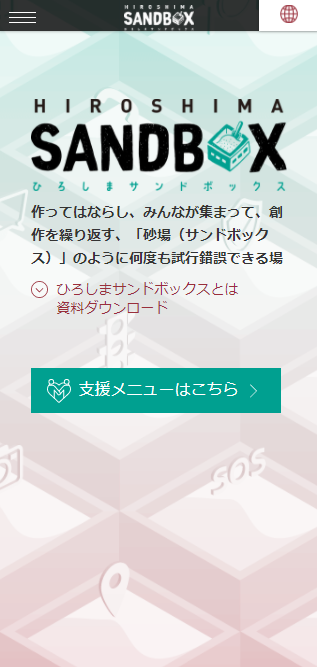 HIROSHIMA
SANDBOX
ひろしまサンドボックス
HIROSHIMA
SANDBOX
ひろしまサンドボックス
作ってはならし、みんなが集まって、創
作を繰り返す、「砂場（サンドボック
ス）」のように何度も試行錯誤できる場
ひろしまサンドボックスとは
資料ダウンロード
支援メニューはこちら
SOS